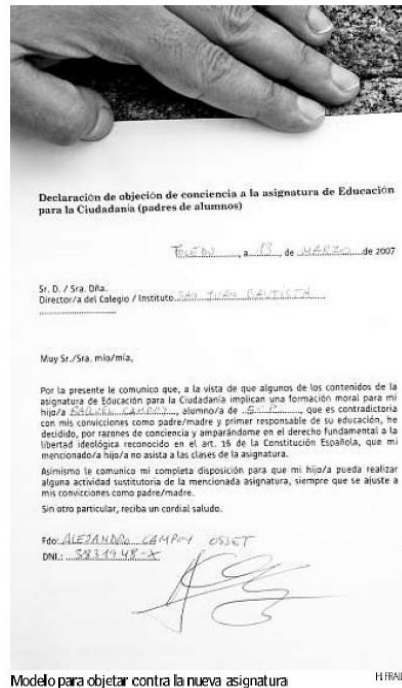 Declaración de objeción de conciencia a la asignatura de Educación
para la Ciudadanía (padres de alumnos)
TOLEDO, a 13, de MARZO de 2007
Sr. D. / Sra. Dña.
Director/a del Colegio / Instituto SAN JUAN BAUTISTA
Muy Sr./Sra. mío/mía,
Por la presente le comunico que, a la vista de que algunos de los contenidos de la
asignatura de Educación para la Ciudadanía implican una formación moral para mi
hijo/a RAQUEL CAMPOY, alumno/a de, que es contradictoria
con mis convicciones como padre/madre y primer responsable de su educación, he
decidido, por razones de conciencia y amparándome en el derecho fundamental a la
libertad ideológica reconocido en el art. 16 de la Constitución Española, que mi
mencionado/a hijo/a no asista a las clases de la asignatura.
Asimismo le comunico mi completa disposición para que mi hijo/a pueda realizar
alguna actividad sustitutoria de la mencionada asignatura, siempre que se ajuste a
mis convicciones como padre/madre.
Sin otro particular, reciba un cordial saludo.
Fdo: ALEJANDRO CAMPOY OSSET
DNI.: 3831948-X
Modelo para objetar contra la nueva asignatura